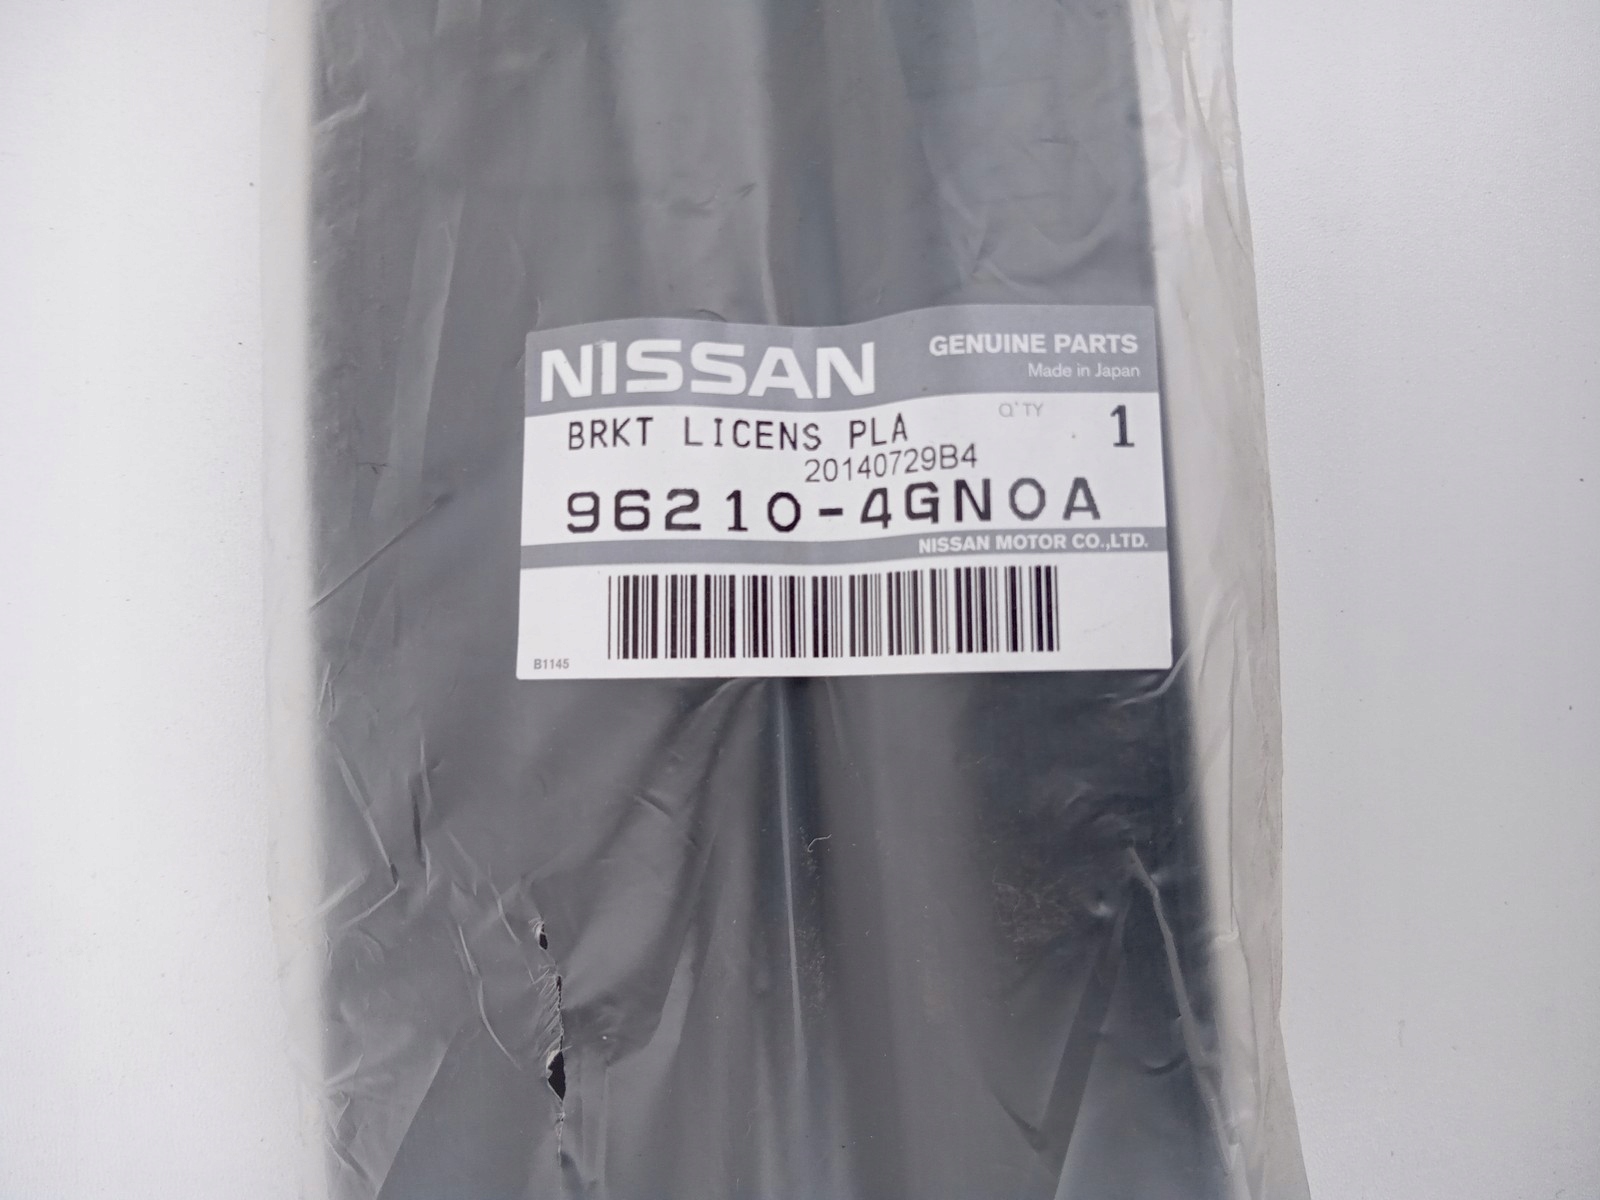 NISSAN
GENUINE PARTS
Made in Japan
Q'TY
BRKT LICENS PLA
1
20140729B4
96210-4GN0A
NISSAN MOTOR CO.,LTD.
B1145